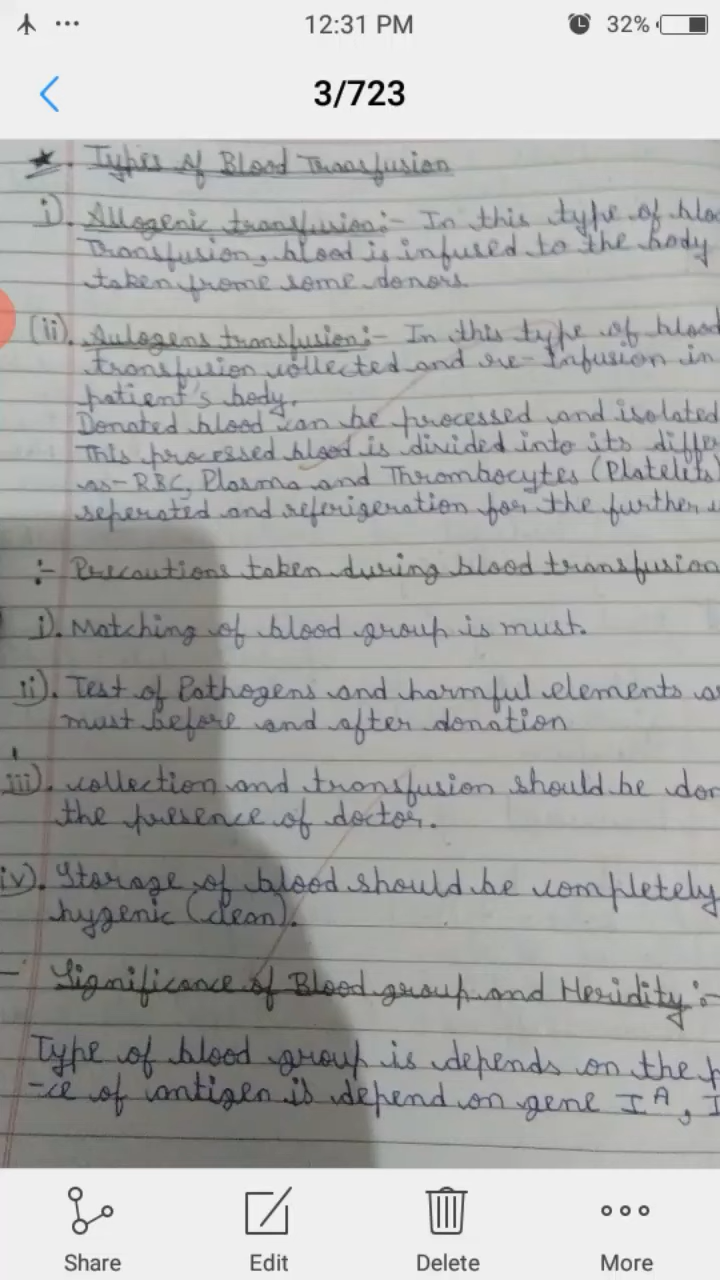 12:31 PM
32%
3/723
Types of Blood Transfusion
i). Allogenic transfusion:- In this type of blo
Transfusion, blood is infused to the body
taken frome some donors.
(ii). Aulogens transfusion:- In this type of blood
transfusion collected and re-Infusion in
patient's body.
Donated blood can be processed and isolated
This processed blood is divided into its diffe
as- RBC, Plasma and Thrombocytes (Platelits)
seperated and referigeration for the further
:- Precautions taken during blood transfusion
i). Matching of blood group is must.
ii). Test of Pathogens and harmful elements a
must before and after donation
iii). collection and transfusion should be don
the presence of doctor.
iv). Storage of blood should be completely
hygenic (clean).
- Significance of Blood group and Heridity:-
Type of blood group is depends on the p
-ce of antigen is depend on gene I^A, I
Share Edit Delete More